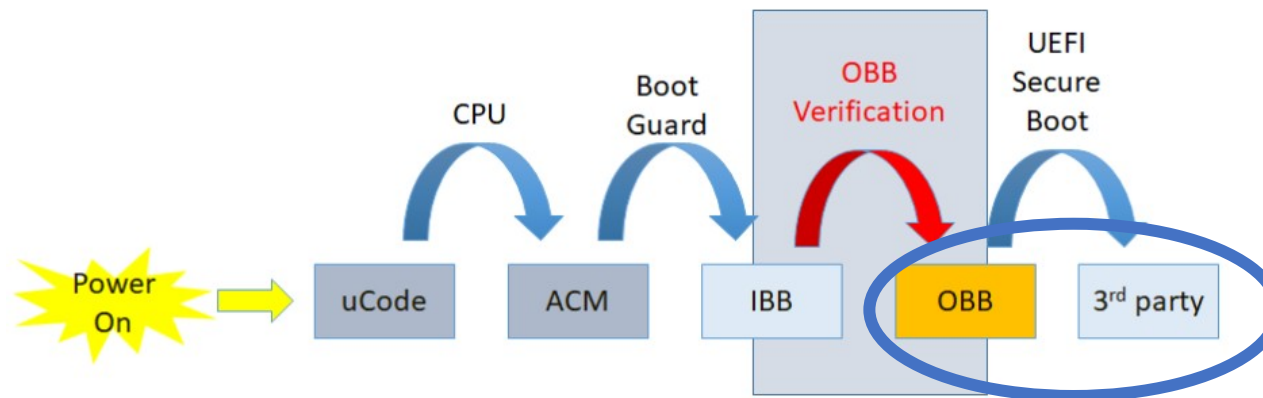 CPU
Boot
Guard
OBB
Verification
UEFI
Secure
Boot
Power
On
uCode
ACM
IBB
OBB
3rd party